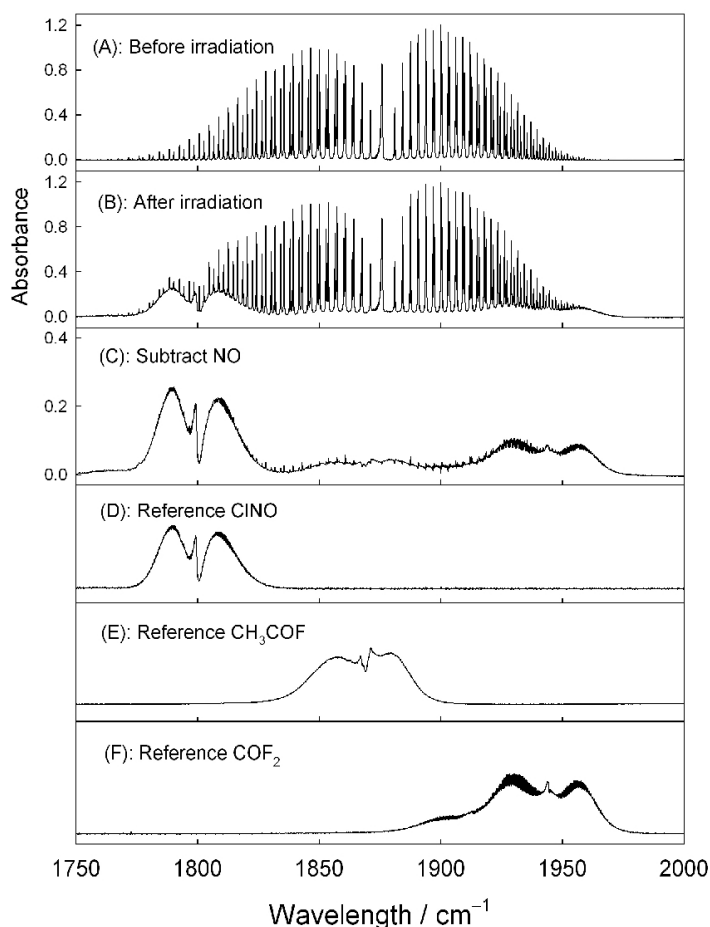 (A): Before irradiation
1.2
0.8
0.4
0.0
(B): After irradiation
1.2
0.8
0.4
0.0
Absorbance
(C): Subtract NO
0.4
0.2
0.0
(D): Reference ClNO
(E): Reference CH₃COF
(F): Reference COF₂
1750 1800 1850 1900 1950 2000
Wavelength / cm⁻¹